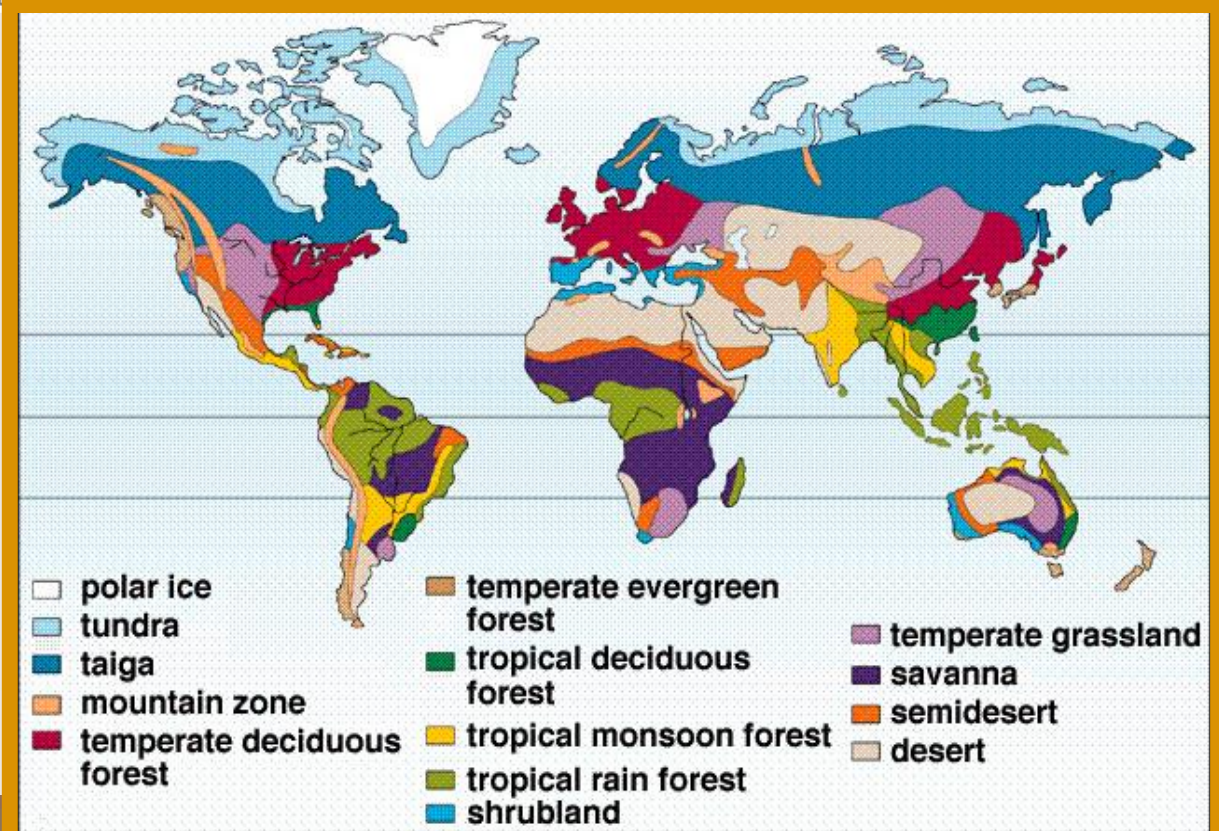 polar ice
tundra
taiga
mountain zone
temperate deciduous
forest
temperate evergreen
forest
tropical deciduous
forest
tropical monsoon forest
tropical rain forest
shrubland
temperate grassland
savanna
semidesert
desert